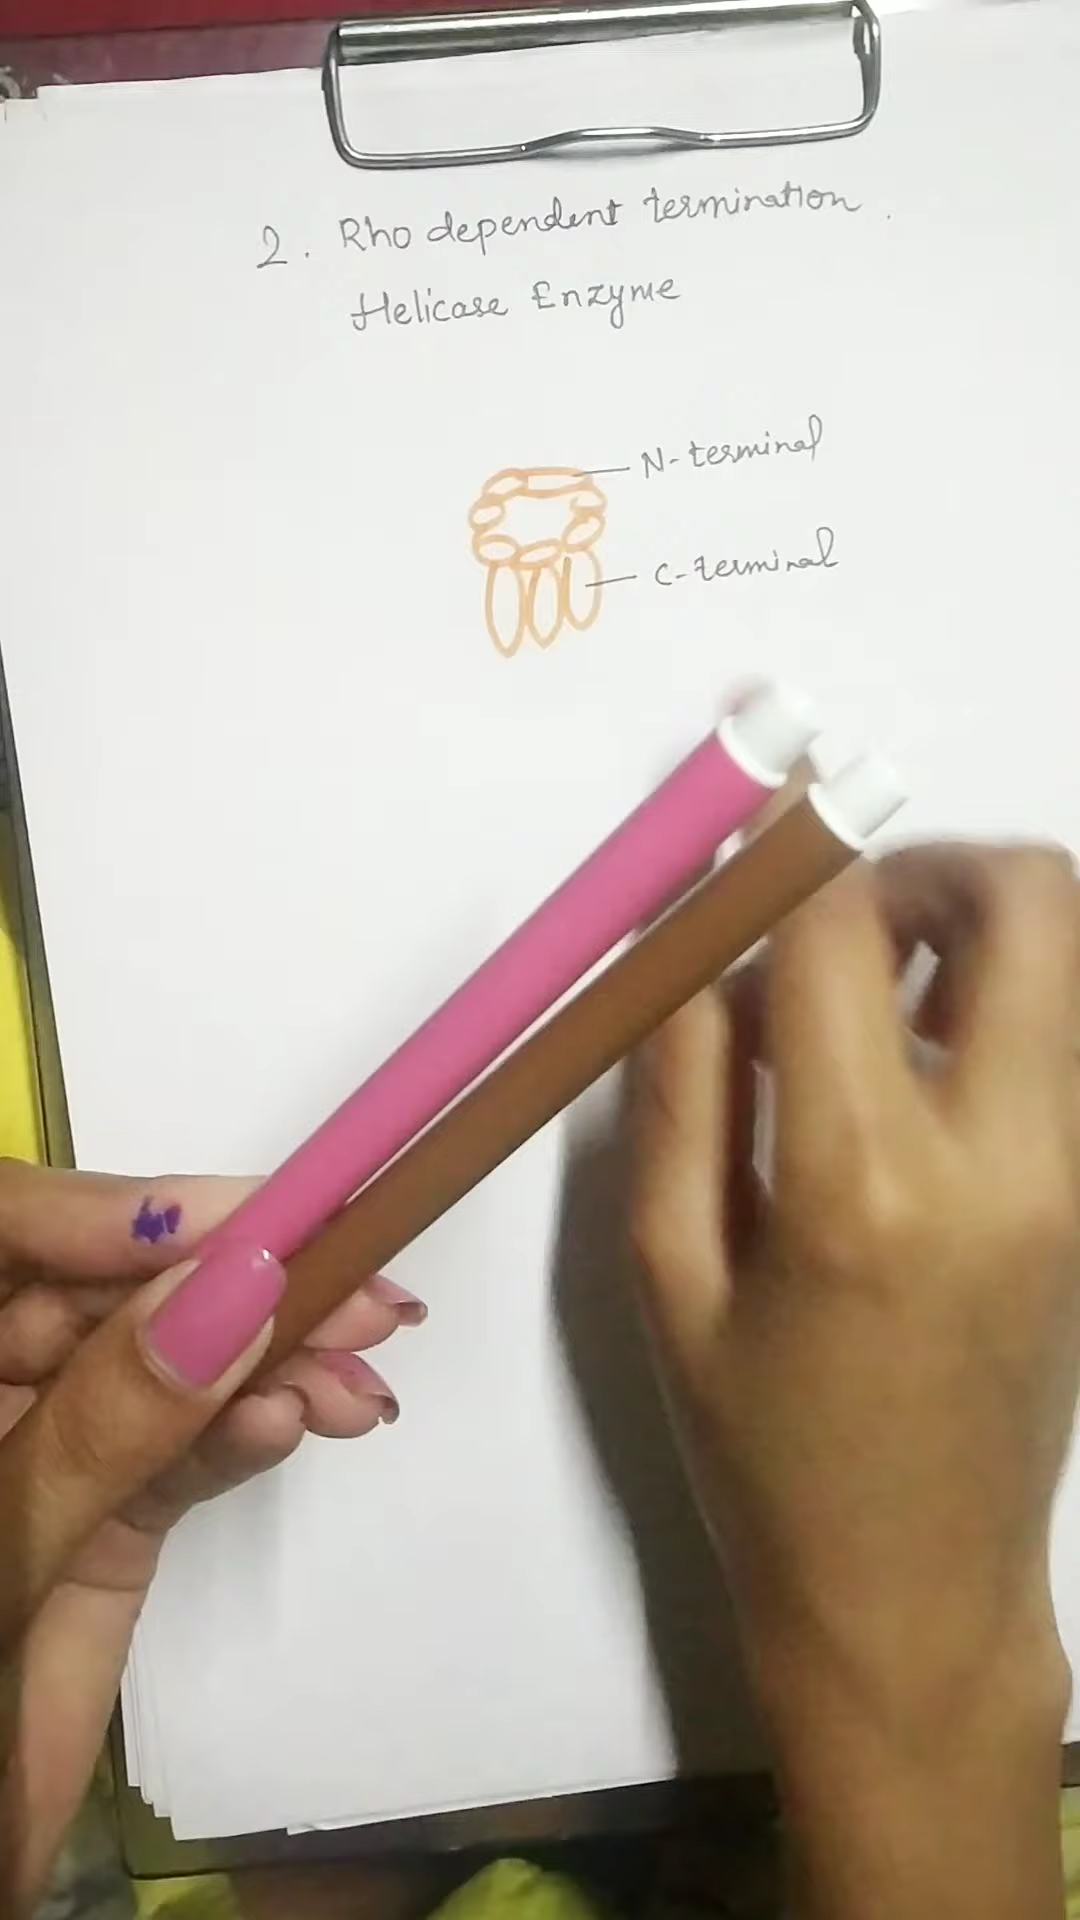 2. Rho dependent termination.
Helicase Enzyme
N-terminal
C-terminal